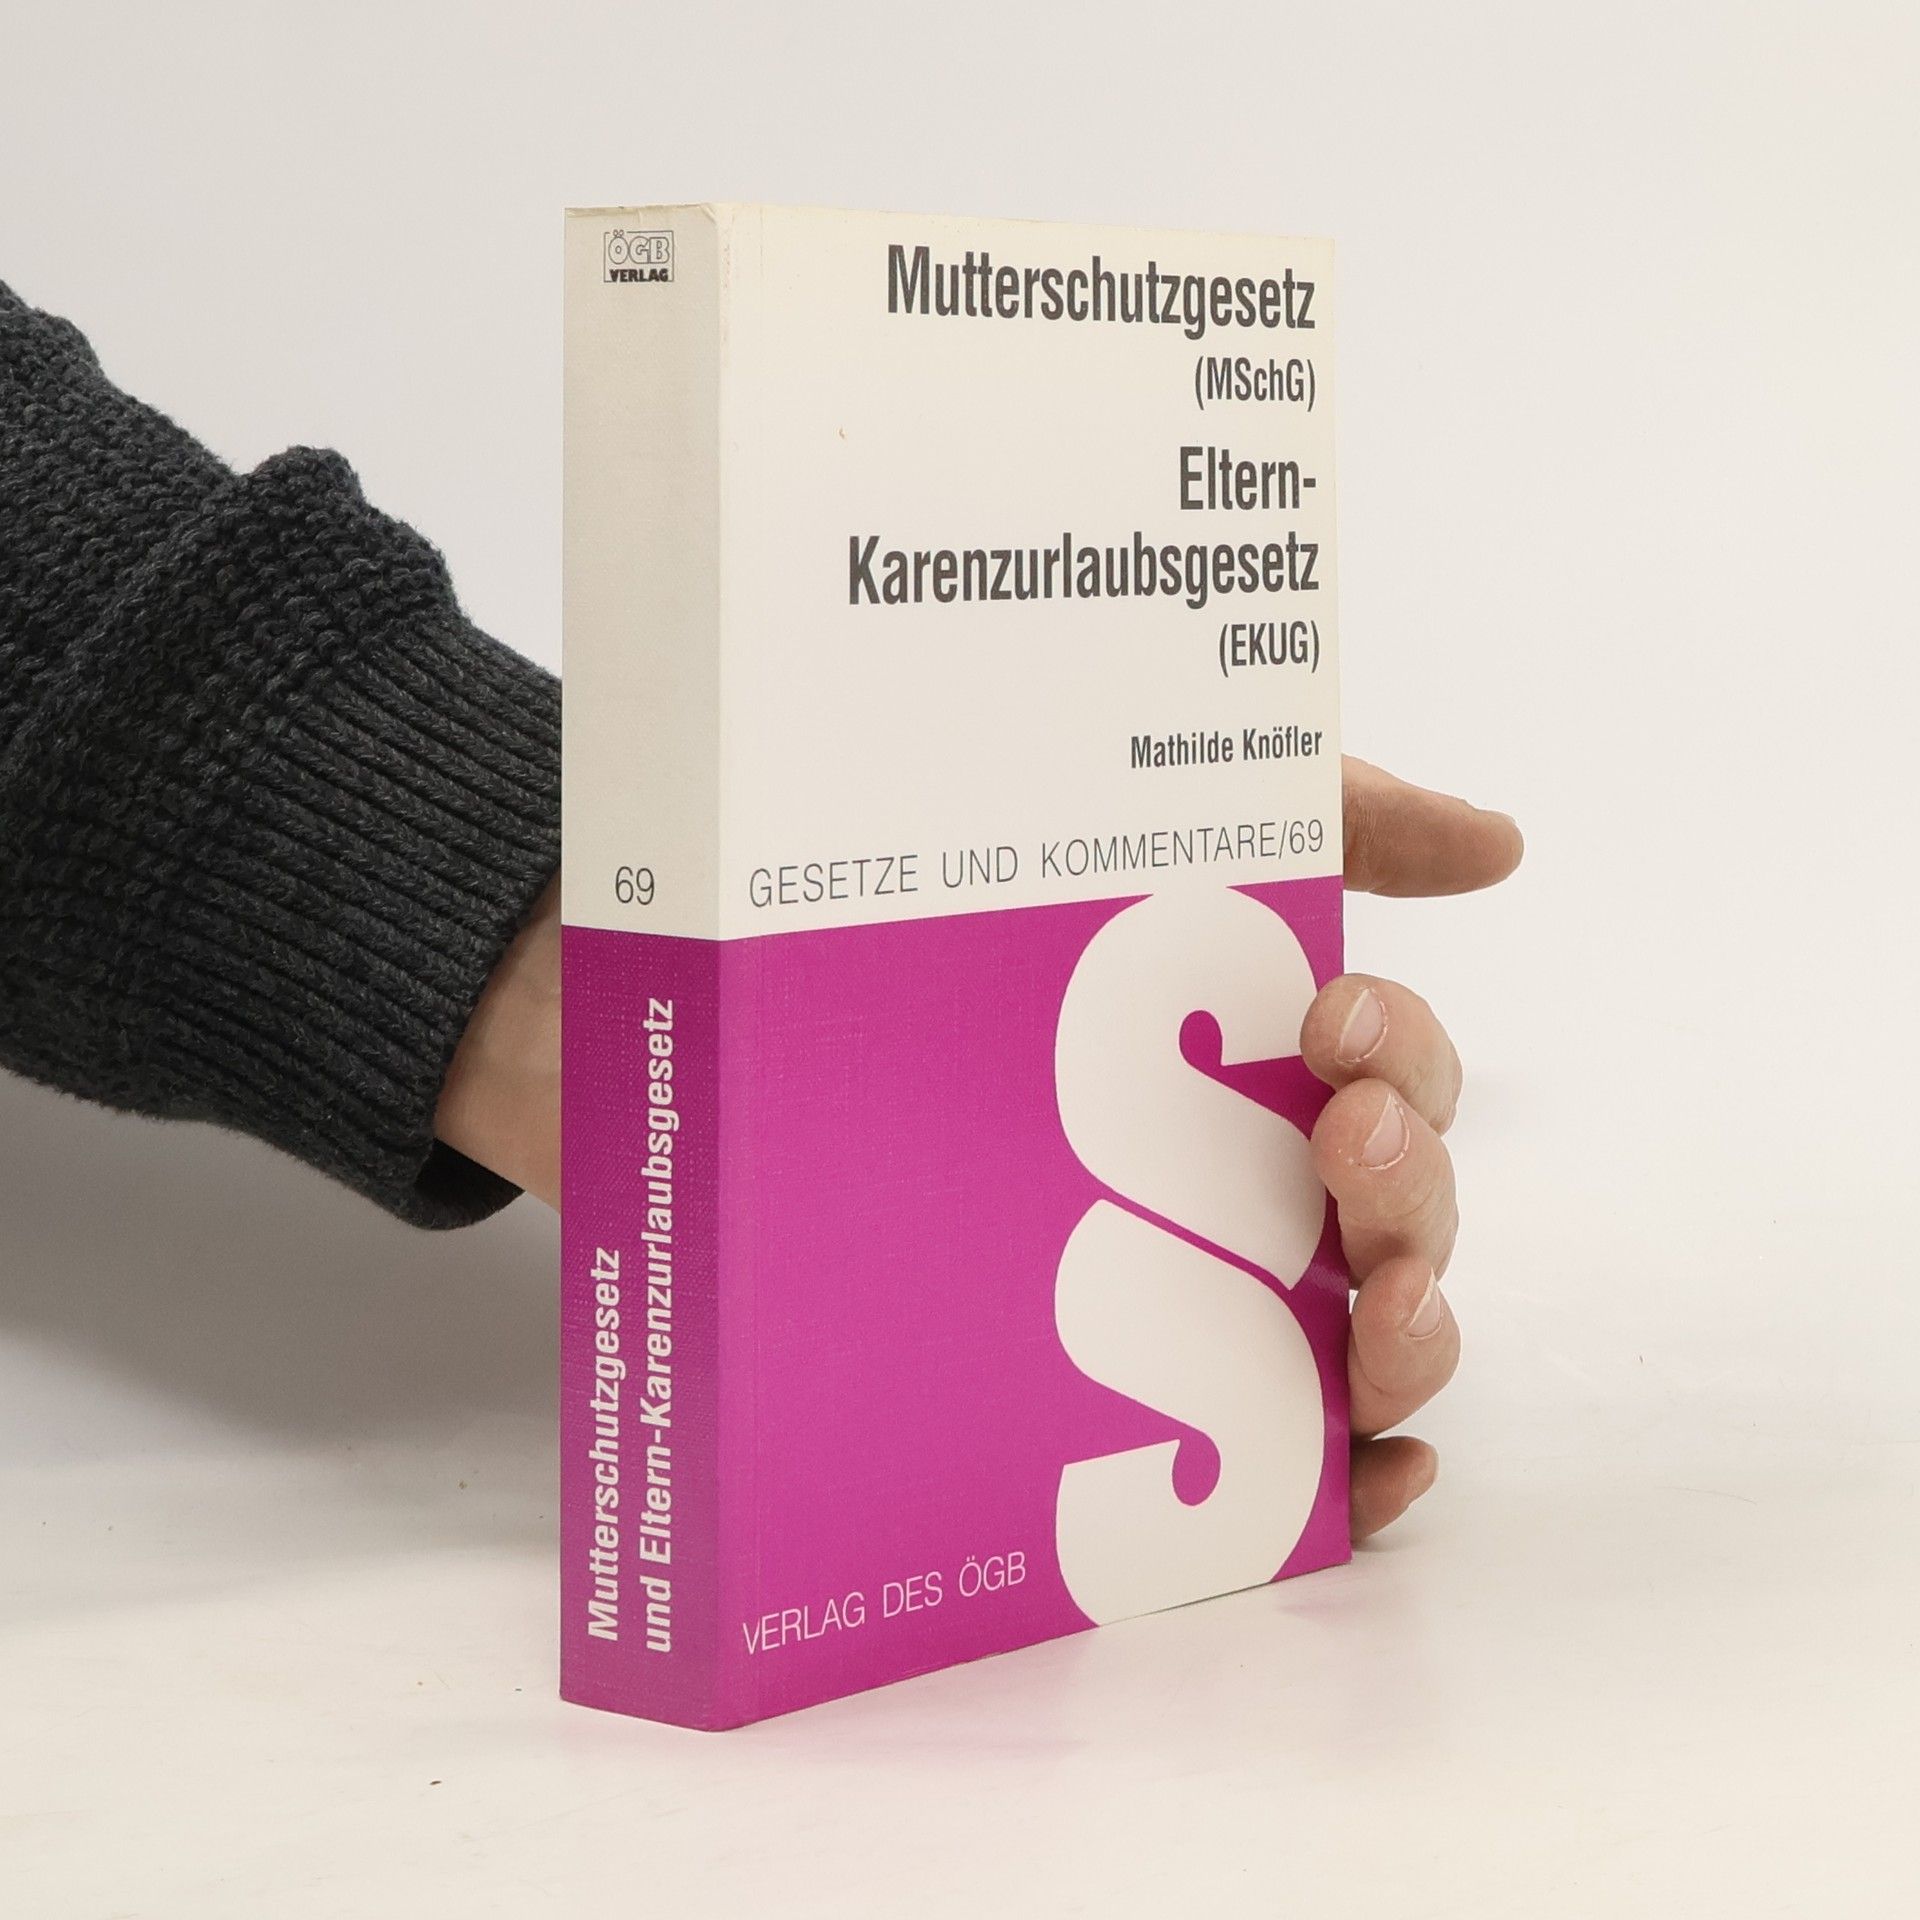 ÖGB
VERLAG
69
Mutterschutzgesetz
und Eltern-Karenzurlaubsgesetz
Mutterschutzgesetz
(MSchG)
Eltern-
Karenzurlaubsgesetz
(EKUG)
Mathilde Knöfler
GESETZE UND KOMMENTARE/69
VERLAG DES ÖGB